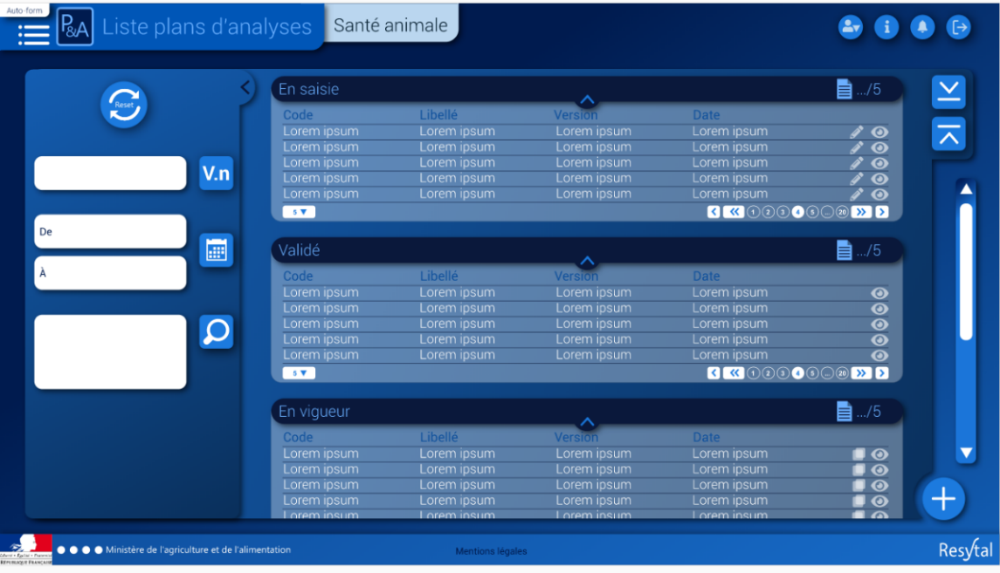 Auto-form
P&A Liste plans d'analyses Santé animale
Reset
V.n
De
À
En saisie .../5
Code Libellé Version Date
Lorem ipsum Lorem ipsum Lorem ipsum Lorem ipsum
Lorem ipsum Lorem ipsum Lorem ipsum Lorem ipsum
Lorem ipsum Lorem ipsum Lorem ipsum Lorem ipsum
Lorem ipsum Lorem ipsum Lorem ipsum Lorem ipsum
Lorem ipsum Lorem ipsum Lorem ipsum Lorem ipsum
5 1 2 3 4 5 ... 20
Validé .../5
Code Libellé Version Date
Lorem ipsum Lorem ipsum Lorem ipsum Lorem ipsum
Lorem ipsum Lorem ipsum Lorem ipsum Lorem ipsum
Lorem ipsum Lorem ipsum Lorem ipsum Lorem ipsum
Lorem ipsum Lorem ipsum Lorem ipsum Lorem ipsum
Lorem ipsum Lorem ipsum Lorem ipsum Lorem ipsum
5 1 2 3 4 5 ... 20
En vigueur .../5
Code Libellé Version Date
Lorem ipsum Lorem ipsum Lorem ipsum Lorem ipsum
Lorem ipsum Lorem ipsum Lorem ipsum Lorem ipsum
Lorem ipsum Lorem ipsum Lorem ipsum Lorem ipsum
Lorem ipsum Lorem ipsum Lorem ipsum Lorem ipsum
Lorem ipsum Lorem ipsum Lorem ipsum Lorem ipsum
Liberté • Égalité • Fraternité
RÉPUBLIQUE FRANÇAISE
Ministère de l'agriculture et de l'alimentation
Mentions légales
Resytal